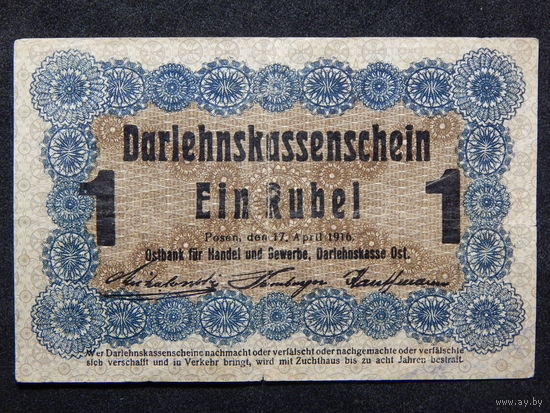 Darlehnskassenschein
1 Ein Rubel 1
Posen, den 17. April 1916.
Ostbank für Handel und Gewerbe, Darlehnskasse Ost.
Hamburger Kauffmann
Wer Darlehnskassenscheine nachmacht oder verfälscht oder nachgemachte oder verfälschte
sich verschafft und in Verkehr bringt, wird mit Zuchthaus bis zu acht Jahren bestraft.
www.ay.by